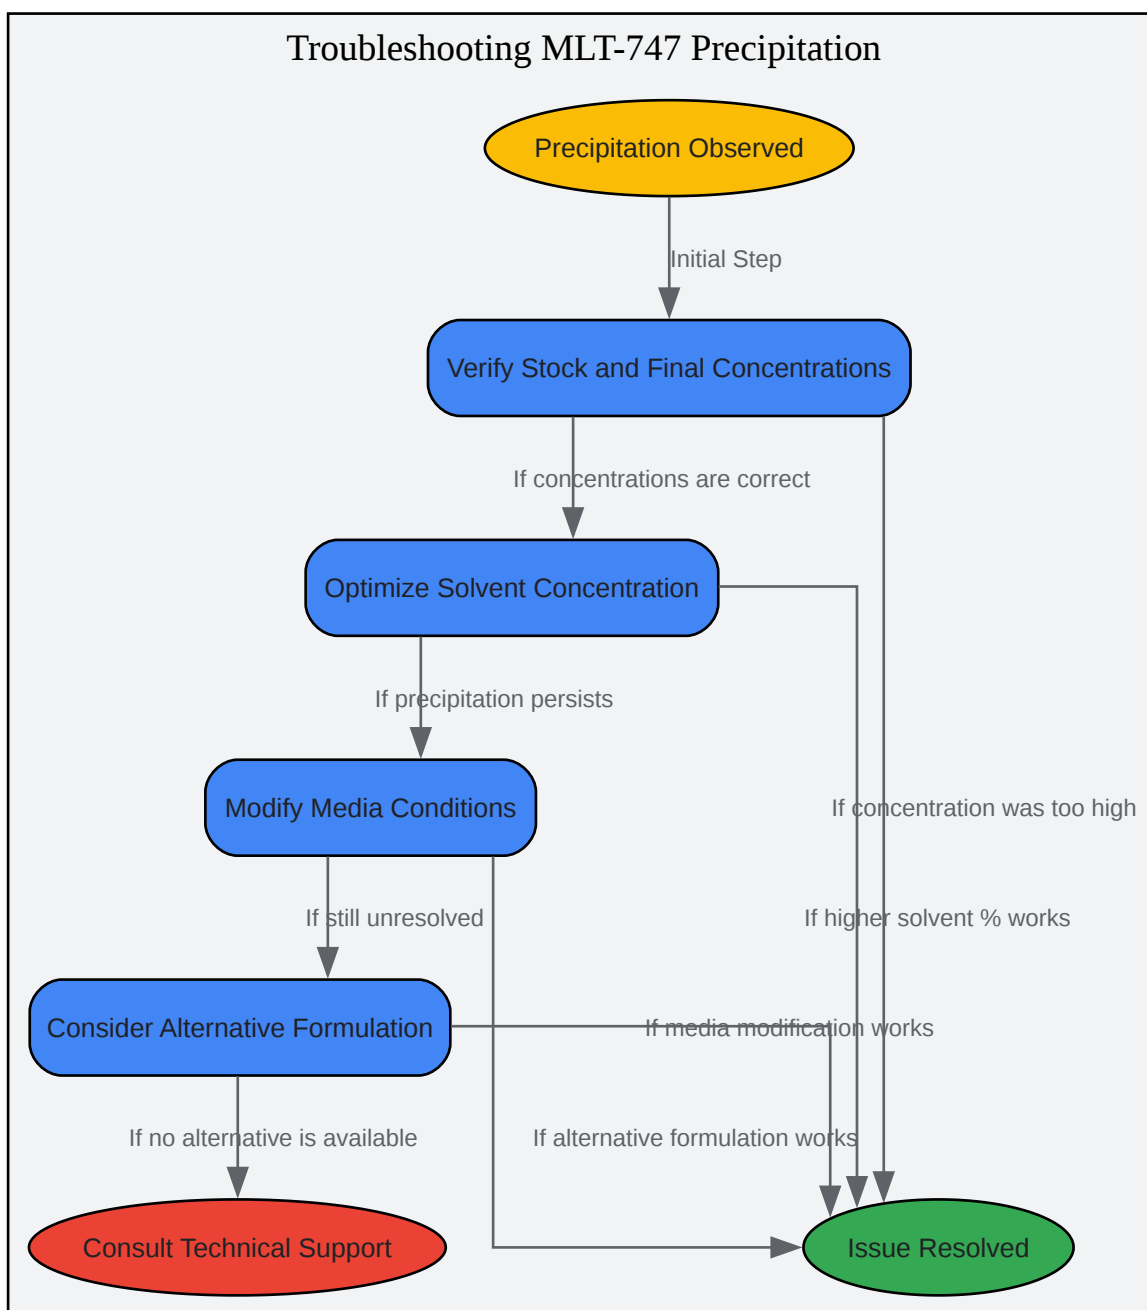 Troubleshooting MLT-747 Precipitation
Precipitation Observed
Initial Step
Verify Stock and Final Concentrations
If concentrations are correct
Optimize Solvent Concentration
If precipitation persists
Modify Media Conditions
If concentration was too high
If still unresolved
If higher solvent % works
Consider Alternative Formulation
If media modification works
If no alternative is available
If alternative formulation works
Consult Technical Support
Issue Resolved